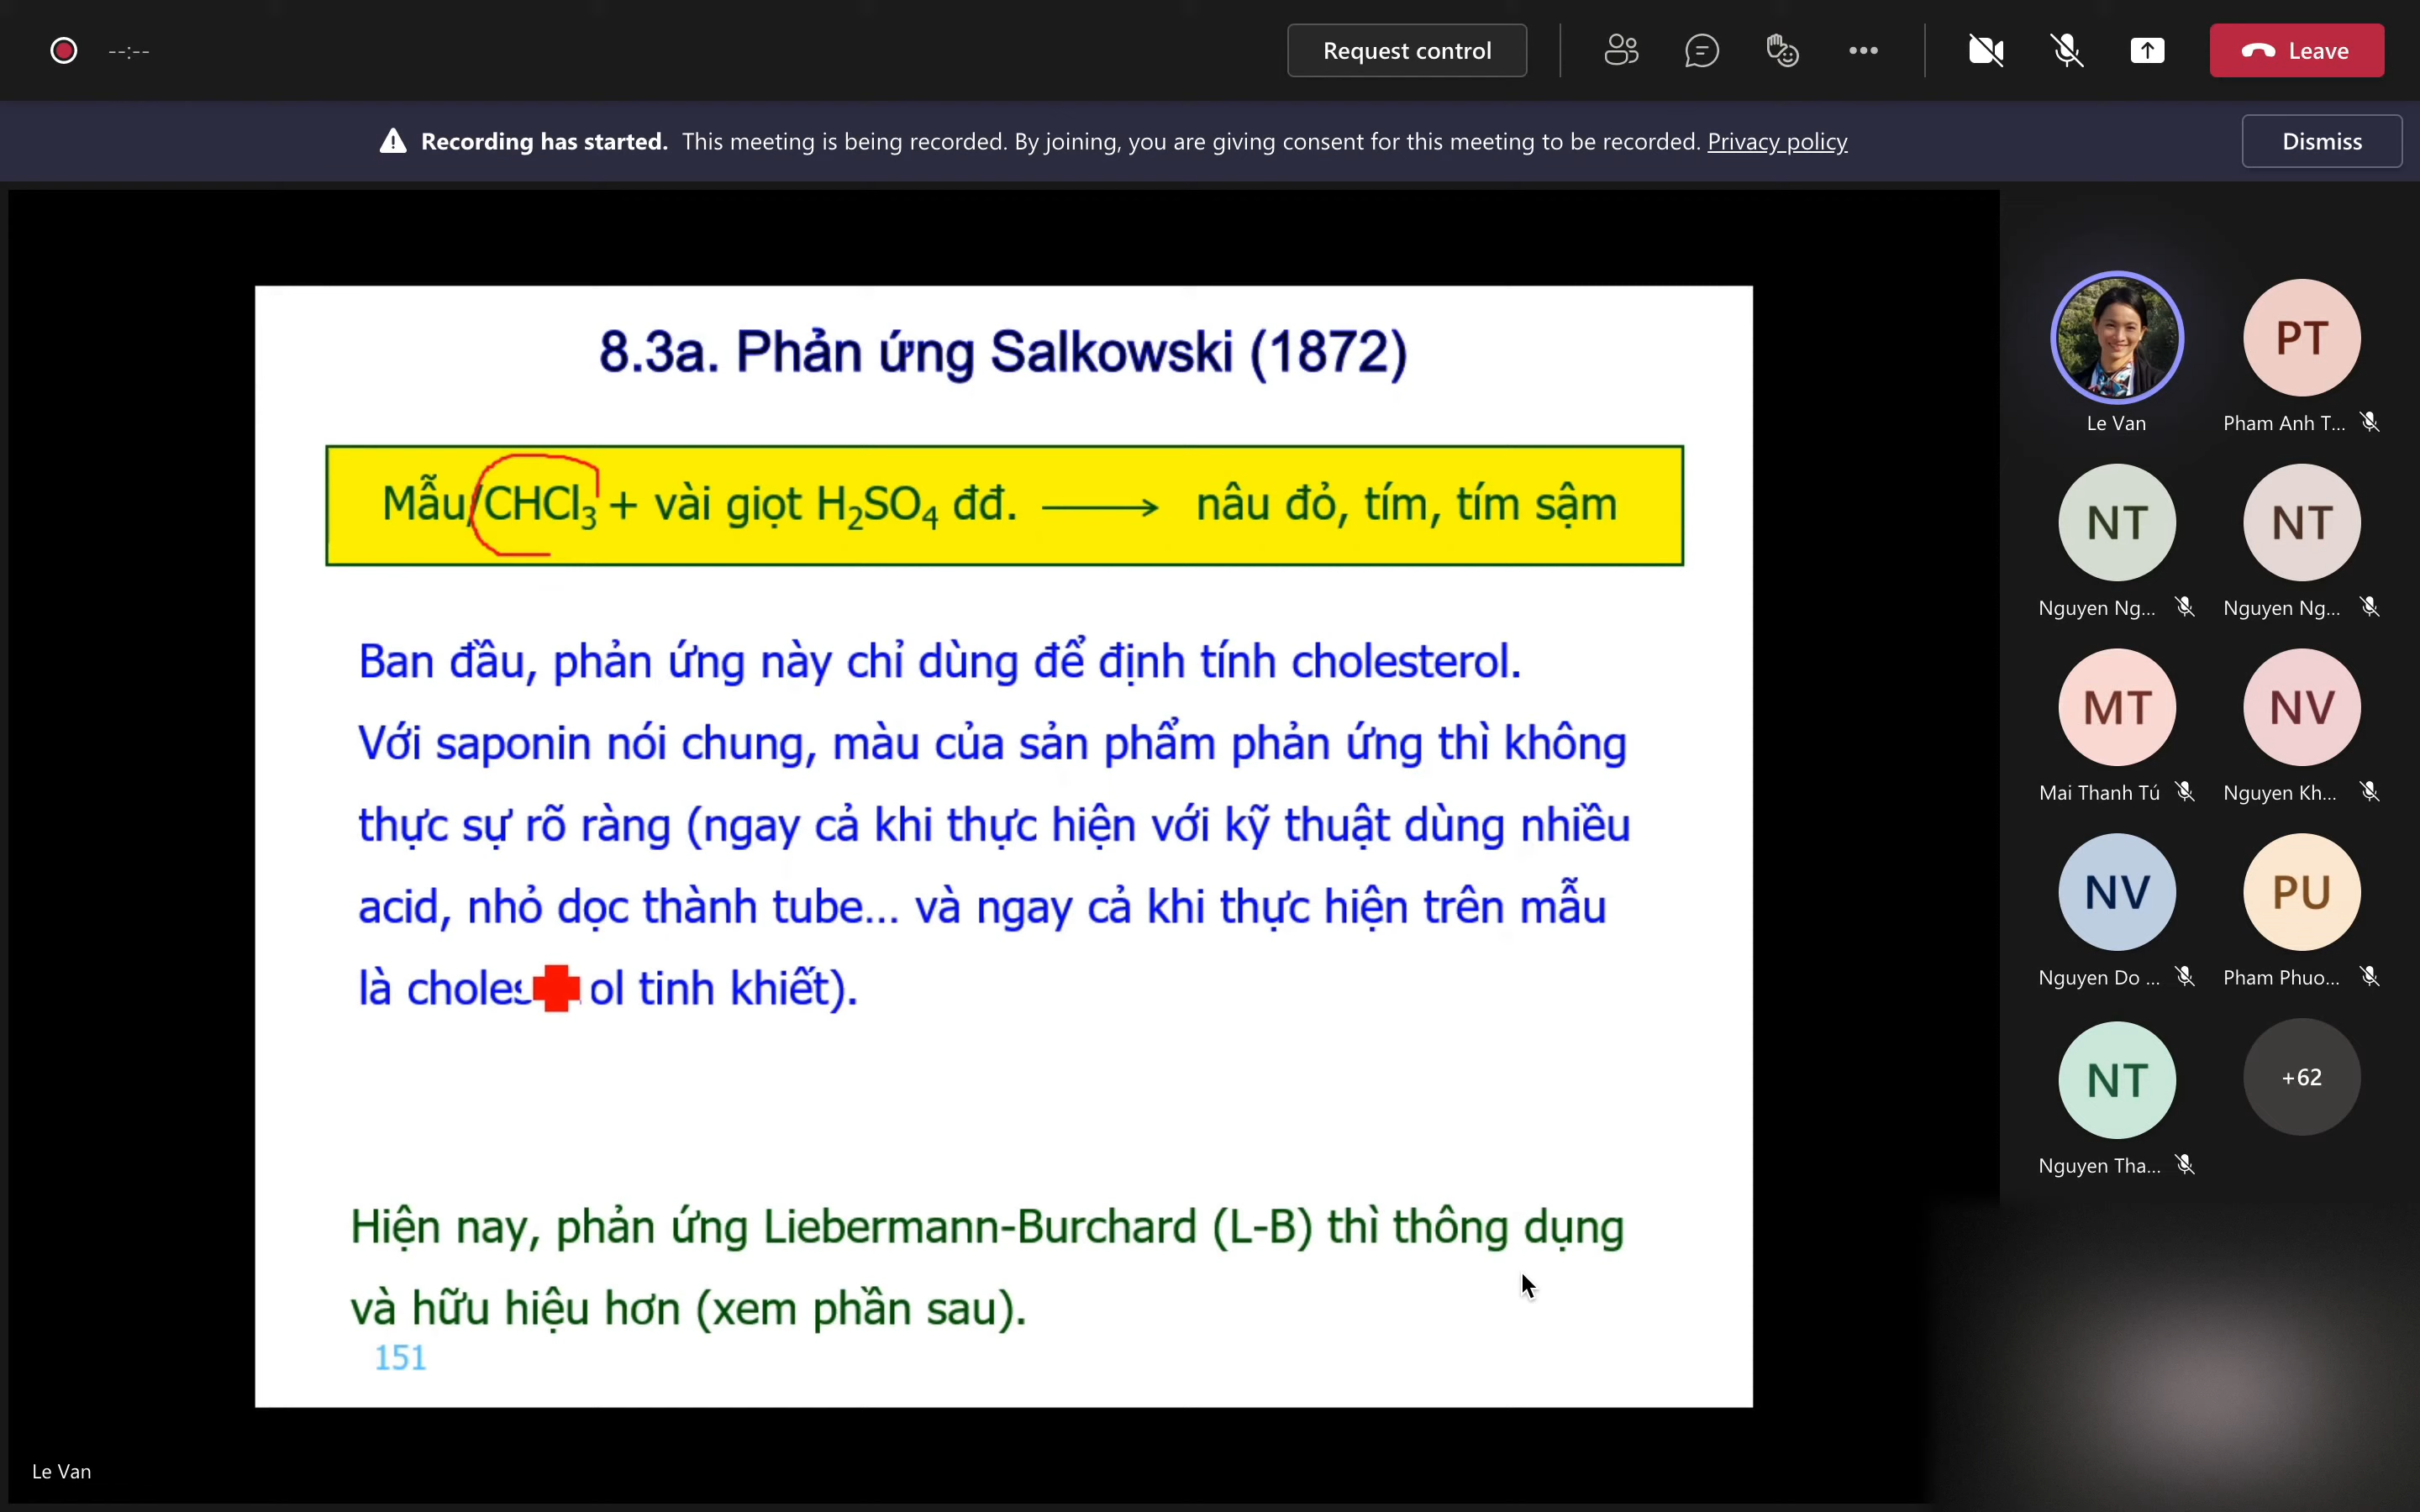 --:--
Request control
Leave
Recording has started. This meeting is being recorded. By joining, you are giving consent for this meeting to be recorded. Privacy policy
Dismiss
8.3a. Phản ứng Salkowski (1872)
Mẫu/CHCl₃ + vài giọt H₂SO₄ đđ. ⟶ nâu đỏ, tím, tím sậm
Ban đầu, phản ứng này chỉ dùng để định tính cholesterol.
Với saponin nói chung, màu của sản phẩm phản ứng thì không
thực sự rõ ràng (ngay cả khi thực hiện với kỹ thuật dùng nhiều
acid, nhỏ dọc thành tube... và ngay cả khi thực hiện trên mẫu
là choles ol tinh khiết).
Hiện nay, phản ứng Liebermann-Burchard (L-B) thì thông dụng
và hữu hiệu hơn (xem phần sau).
151
Le Van
Le Van
PT
Pham Anh T...
NT
Nguyen Ng...
NT
Nguyen Ng...
MT
Mai Thanh Tú
NV
Nguyen Kh...
NV
Nguyen Do ...
PU
Pham Phuo...
NT
Nguyen Tha...
+62